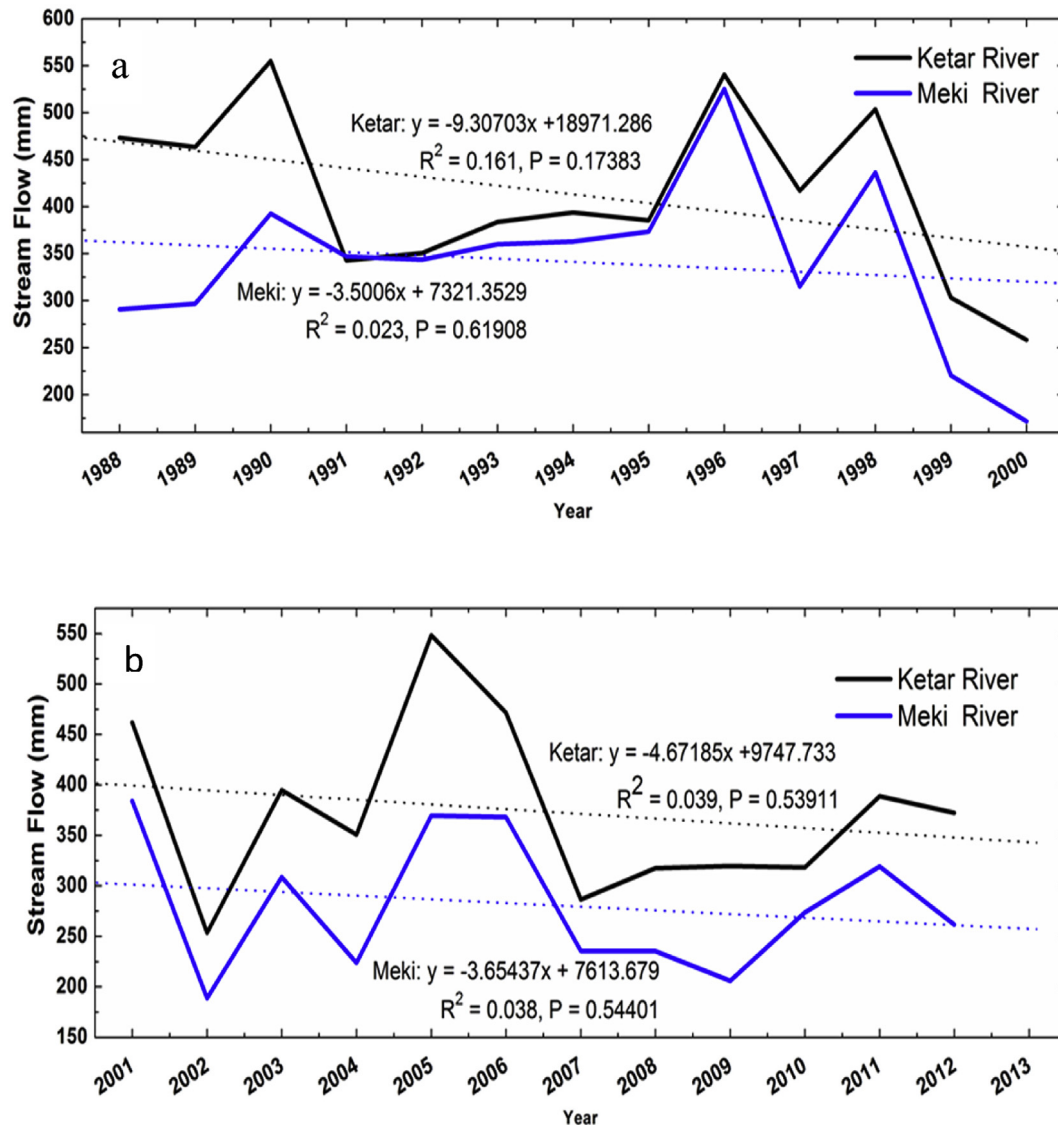 a
Ketar River
Meki River
Ketar: y = -9.30703x +18971.286
R² = 0.161, P = 0.17383
Meki: y = -3.5006x + 7321.3529
R² = 0.023, P = 0.61908
Stream Flow (mm)
600
550
500
450
400
350
300
250
200
1988 1989 1990 1991 1992 1993 1994 1995 1996 1997 1998 1999 2000
Year
b
Ketar River
Meki River
Ketar: y = -4.67185x +9747.733
R² = 0.039, P = 0.53911
Meki: y = -3.65437x + 7613.679
R² = 0.038, P = 0.54401
Stream Flow (mm)
550
500
450
400
350
300
250
200
150
2001 2002 2003 2004 2005 2006 2007 2008 2009 2010 2011 2012 2013
Year